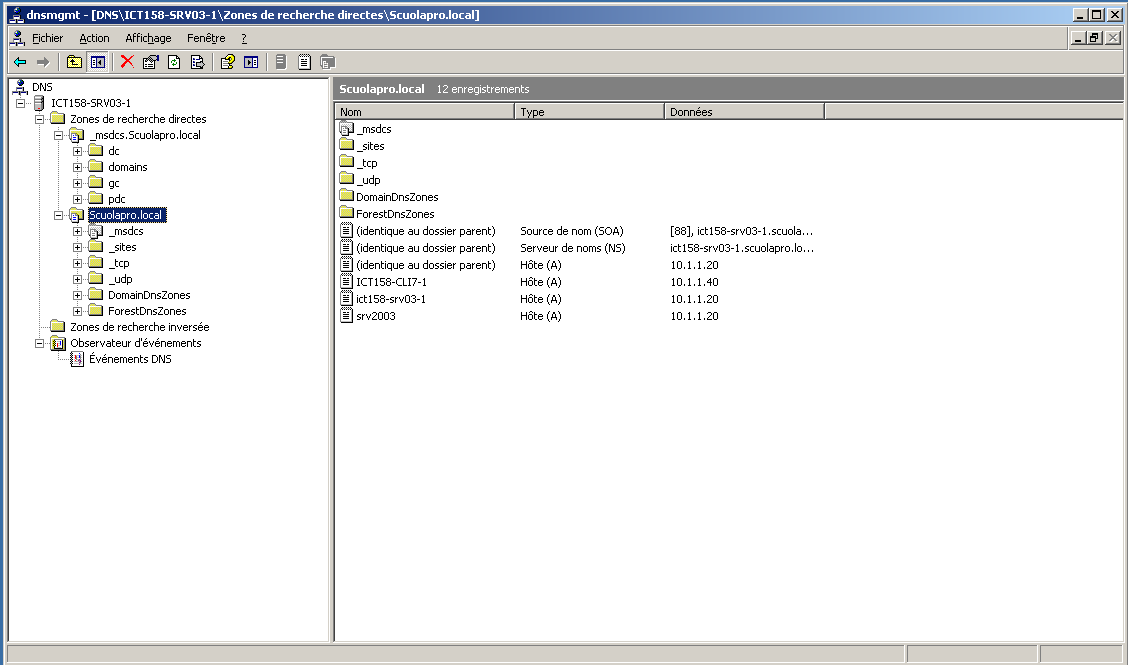 dnsmgmt - [DNS\ICT158-SRV03-1\Zones de recherche directes\Scuolapro.local]
Fichier Action Affichage Fenêtre ?
DNS
ICT158-SRV03-1
Zones de recherche directes
_msdcs.Scuolapro.local
dc
domains
gc
pdc
Scuolapro.local
_msdcs
_sites
_tcp
_udp
DomainDnsZones
ForestDnsZones
Zones de recherche inversée
Observateur d'événements
Événements DNS
Scuolapro.local 12 enregistrements
Nom Type Données
_msdcs
_sites
_tcp
_udp
DomainDnsZones
ForestDnsZones
(identique au dossier parent) Source de nom (SOA) [88], ict158-srv03-1.scuola...
(identique au dossier parent) Serveur de noms (NS) ict158-srv03-1.scuolapro.lo...
(identique au dossier parent) Hôte (A) 10.1.1.20
ICT158-CLI7-1 Hôte (A) 10.1.1.40
ict158-srv03-1 Hôte (A) 10.1.1.20
srv2003 Hôte (A) 10.1.1.20